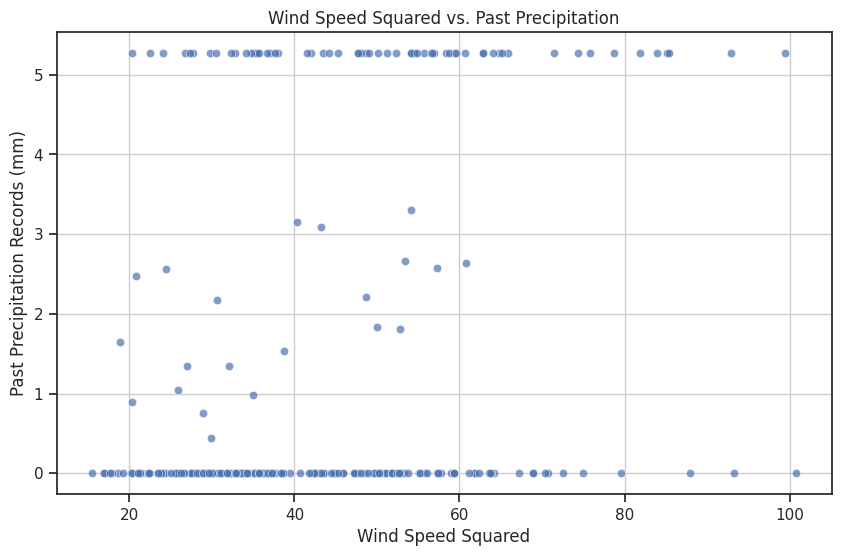 Wind Speed Squared vs. Past Precipitation
Past Precipitation Records (mm)
5
4
3
2
1
0
20 40 60 80 100
Wind Speed Squared